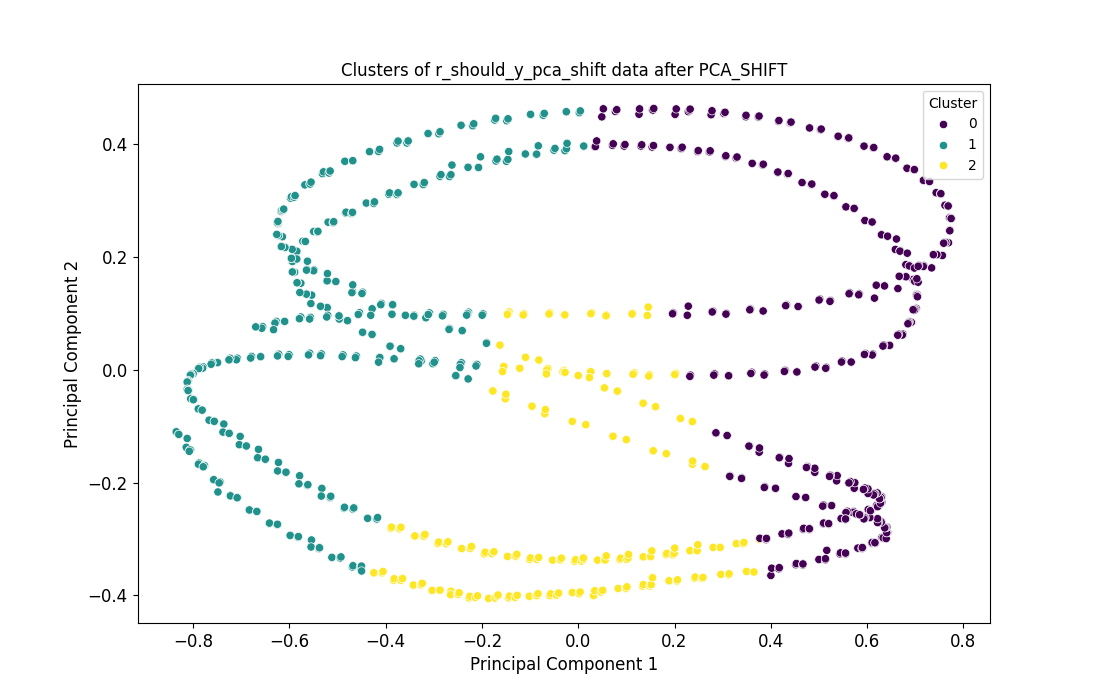 Clusters of r_should_y_pca_shift data after PCA_SHIFT
Cluster
0
1
2
Principal Component 2
0.4
0.2
0.0
−0.2
−0.4
−0.8 −0.6 −0.4 −0.2 0.0 0.2 0.4 0.6 0.8
Principal Component 1